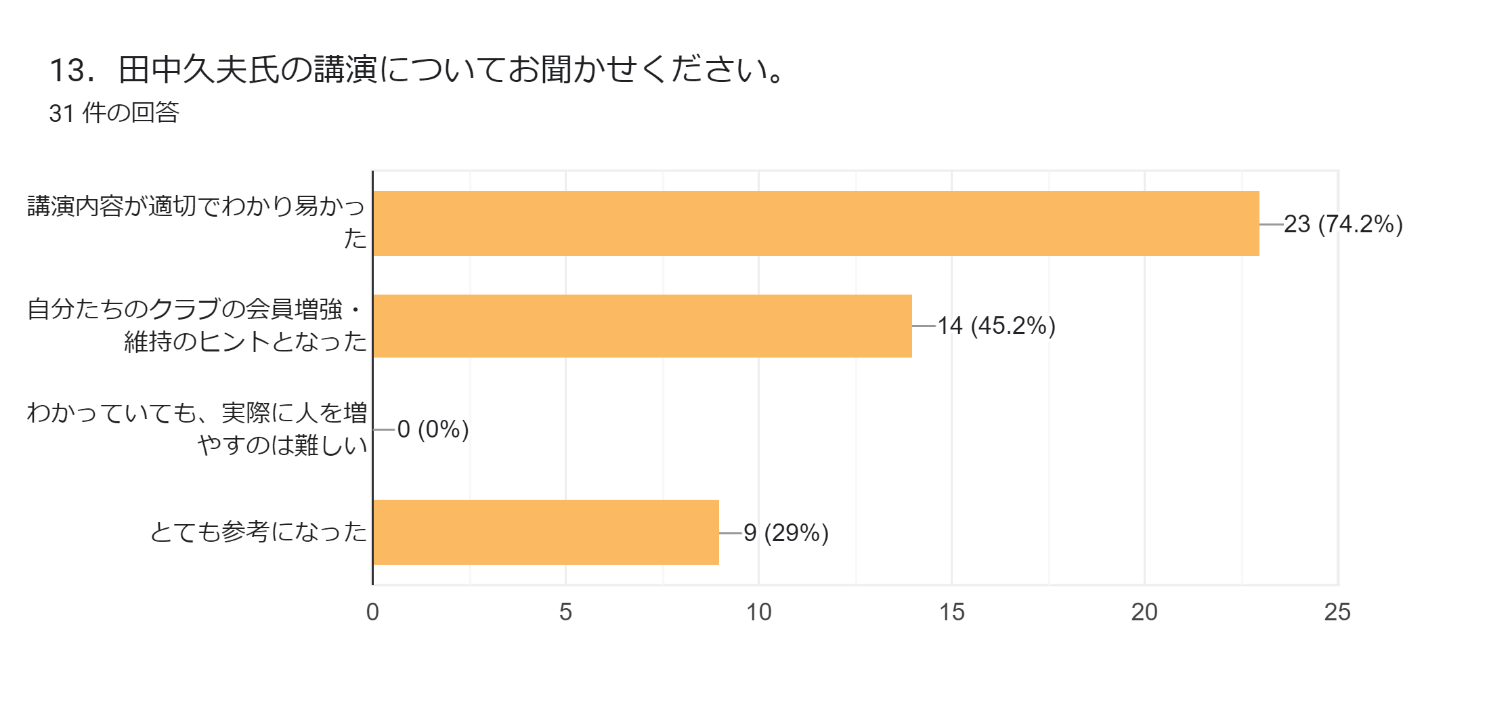 13．田中久夫氏の講演についてお聞かせください。
31 件の回答
講演内容が適切でわかり易かっ
た
23 (74.2%)
自分たちのクラブの会員増強・
維持のヒントとなった
14 (45.2%)
わかっていても、実際に人を増
やすのは難しい
0 (0%)
とても参考になった
9 (29%)
0 5 10 15 20 25